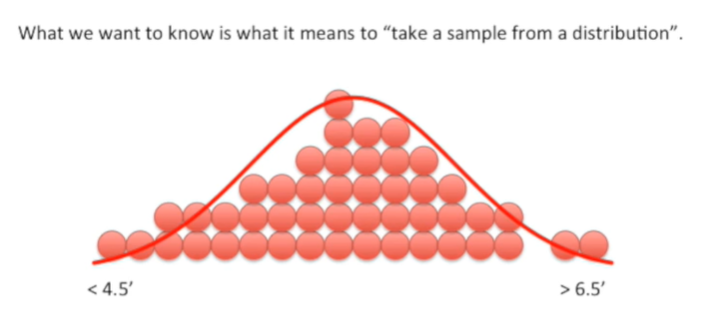 What we want to know is what it means to “take a sample from a distribution”.
< 4.5′ > 6.5′